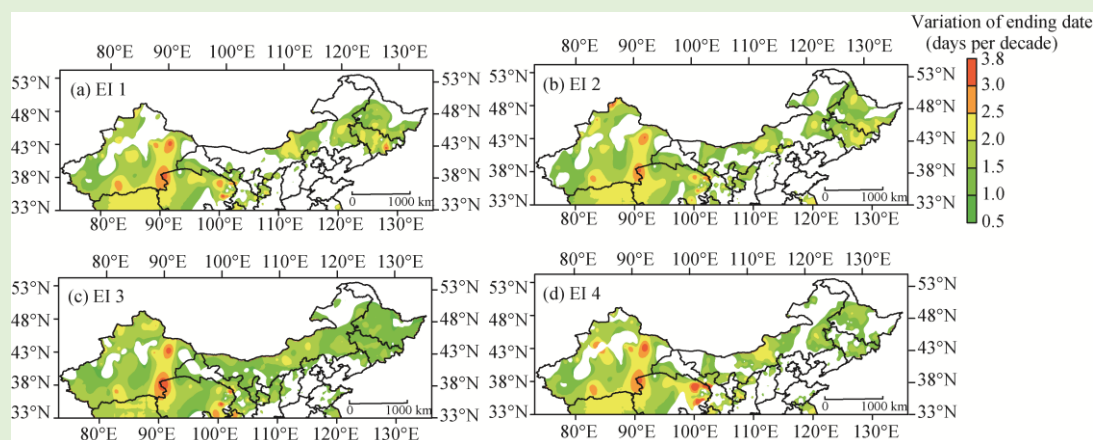 Variation of ending date
(days per decade)
80°E 90°E 100°E 110°E 120°E 130°E
80°E 90°E 100°E 110°E 120°E 130°E
53°N
48°N
43°N
38°N
33°N
(a) EI 1
53°N
48°N
43°N
38°N
33°N
0 1000 km
80°E 90°E 100°E 110°E 120°E 130°E
53°N
48°N
43°N
38°N
33°N
(b) EI 2
53°N
48°N
43°N
38°N
33°N
0 1000 km
80°E 90°E 100°E 110°E 120°E 130°E
3.8
3.0
2.5
2.0
1.5
1.0
0.5
80°E 90°E 100°E 110°E 120°E 130°E
80°E 90°E 100°E 110°E 120°E 130°E
53°N
48°N
43°N
38°N
33°N
(c) EI 3
53°N
48°N
43°N
38°N
33°N
0 1000 km
80°E 90°E 100°E 110°E 120°E 130°E
53°N
48°N
43°N
38°N
33°N
(d) EI 4
53°N
48°N
43°N
38°N
33°N
0 1000 km
80°E 90°E 100°E 110°E 120°E 130°E